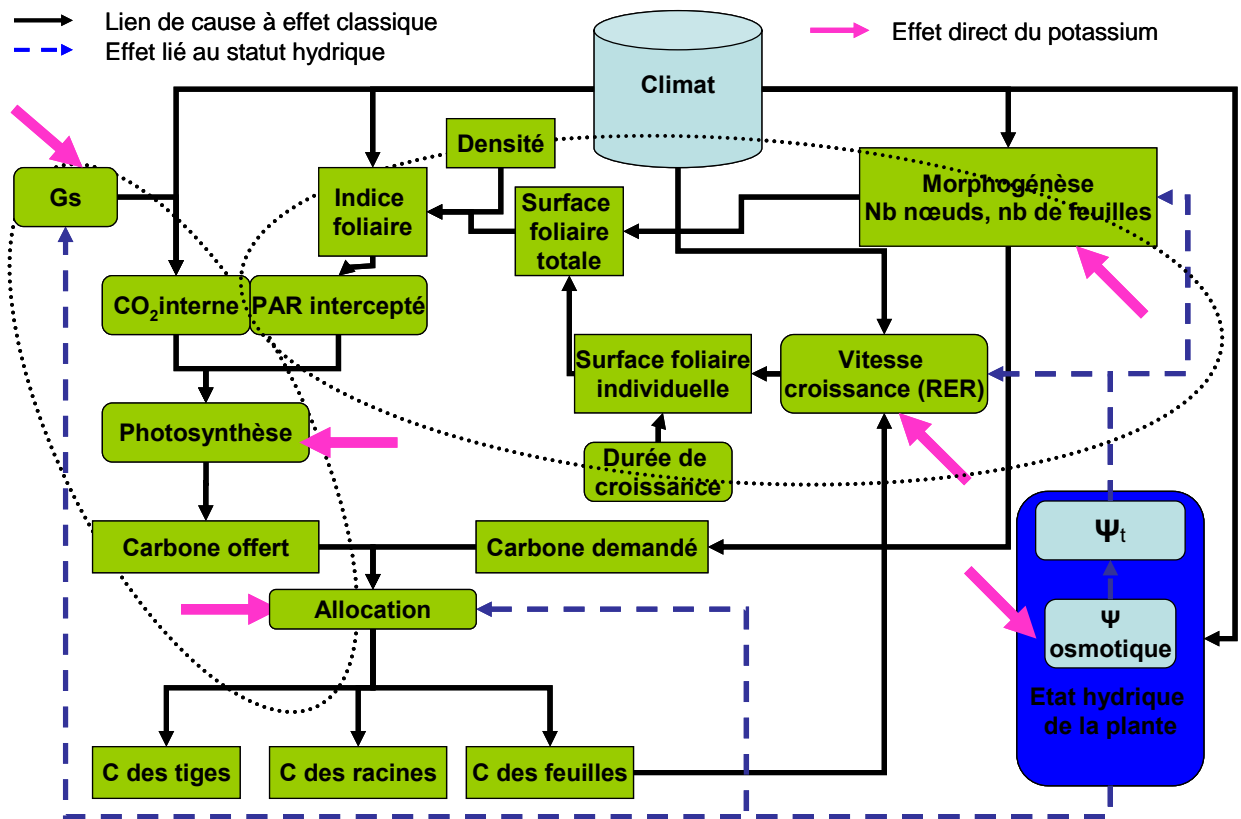 Lien de cause à effet classique
Effet lié au statut hydrique
Effet direct du potassium
Climat
Densité
Gs
Indice
foliaire
Surface
foliaire
totale
Morphogénèse
Nb nœuds, nb de feuilles
CO₂interne
PAR intercepté
Surface foliaire
individuelle
Vitesse
croissance (RER)
Photosynthèse
Durée de
croissance
Carbone offert
Carbone demandé
Ψt
Allocation
Ψ
osmotique
Etat hydrique
de la plante
C des tiges
C des racines
C des feuilles